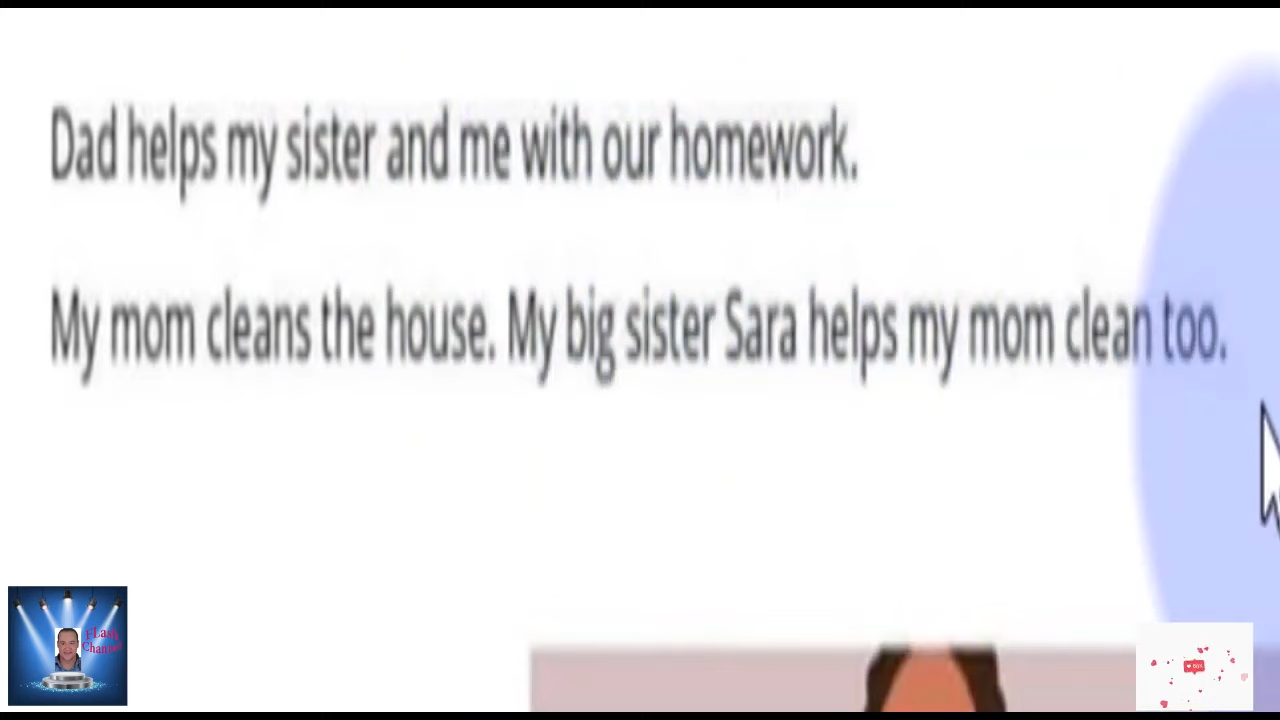 Dad helps my sister and me with our homework.
My mom cleans the house. My big sister Sara helps my mom clean too.
FLash